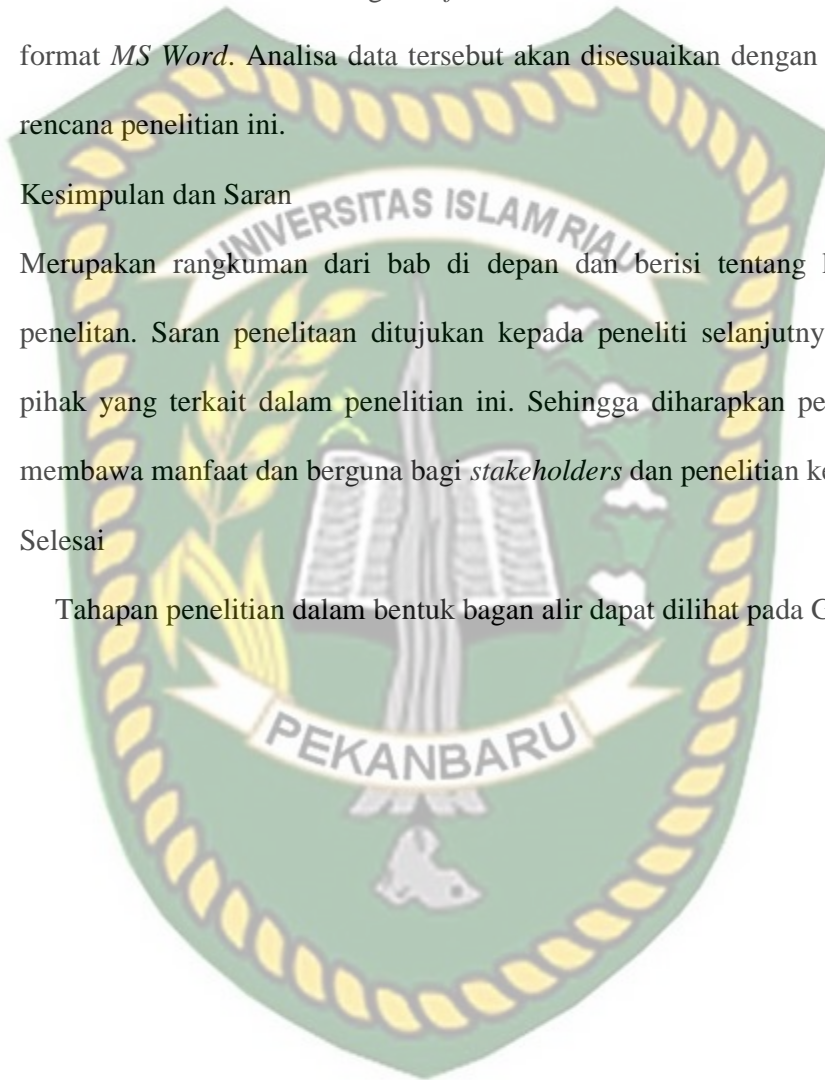 format MS Word. Analisa data tersebut akan disesuaikan dengan
rencana penelitian ini.
Kesimpulan dan Saran
UNIVERSITAS ISLAM RIAU
Merupakan rangkuman dari bab di depan dan berisi tentang
penelitan. Saran penelitaan ditujukan kepada peneliti selanjutny
pihak yang terkait dalam penelitian ini. Sehingga diharapkan pe
membawa manfaat dan berguna bagi stakeholders dan penelitian ke
Selesai
Tahapan penelitian dalam bentuk bagan alir dapat dilihat pada
PEKANBARU